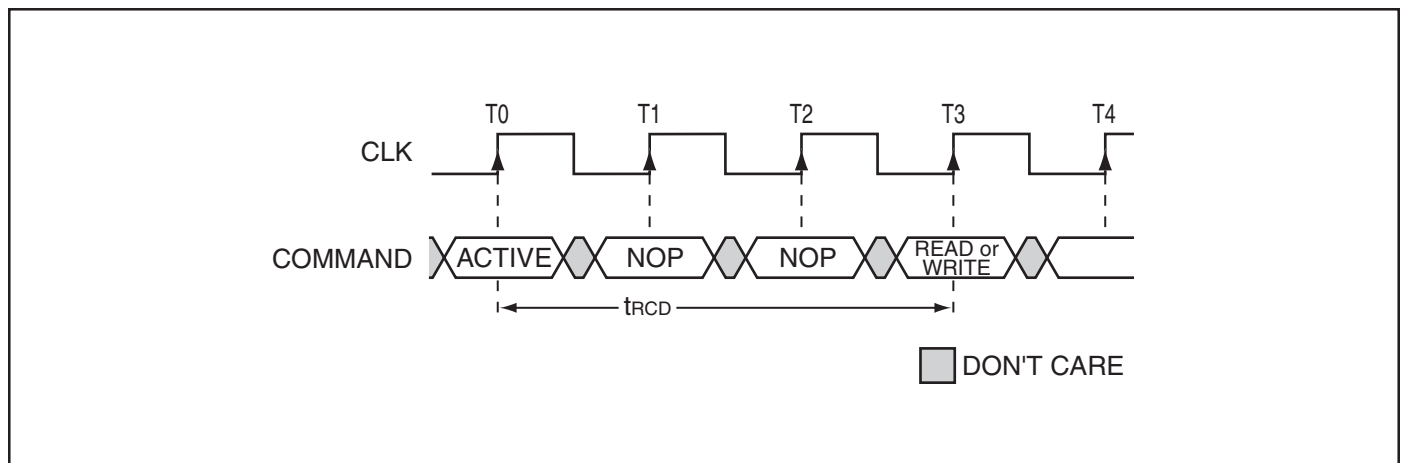 T0 T1 T2 T3 T4
CLK
COMMAND ACTIVE NOP NOP READ or
WRITE
tRCD
DON'T CARE